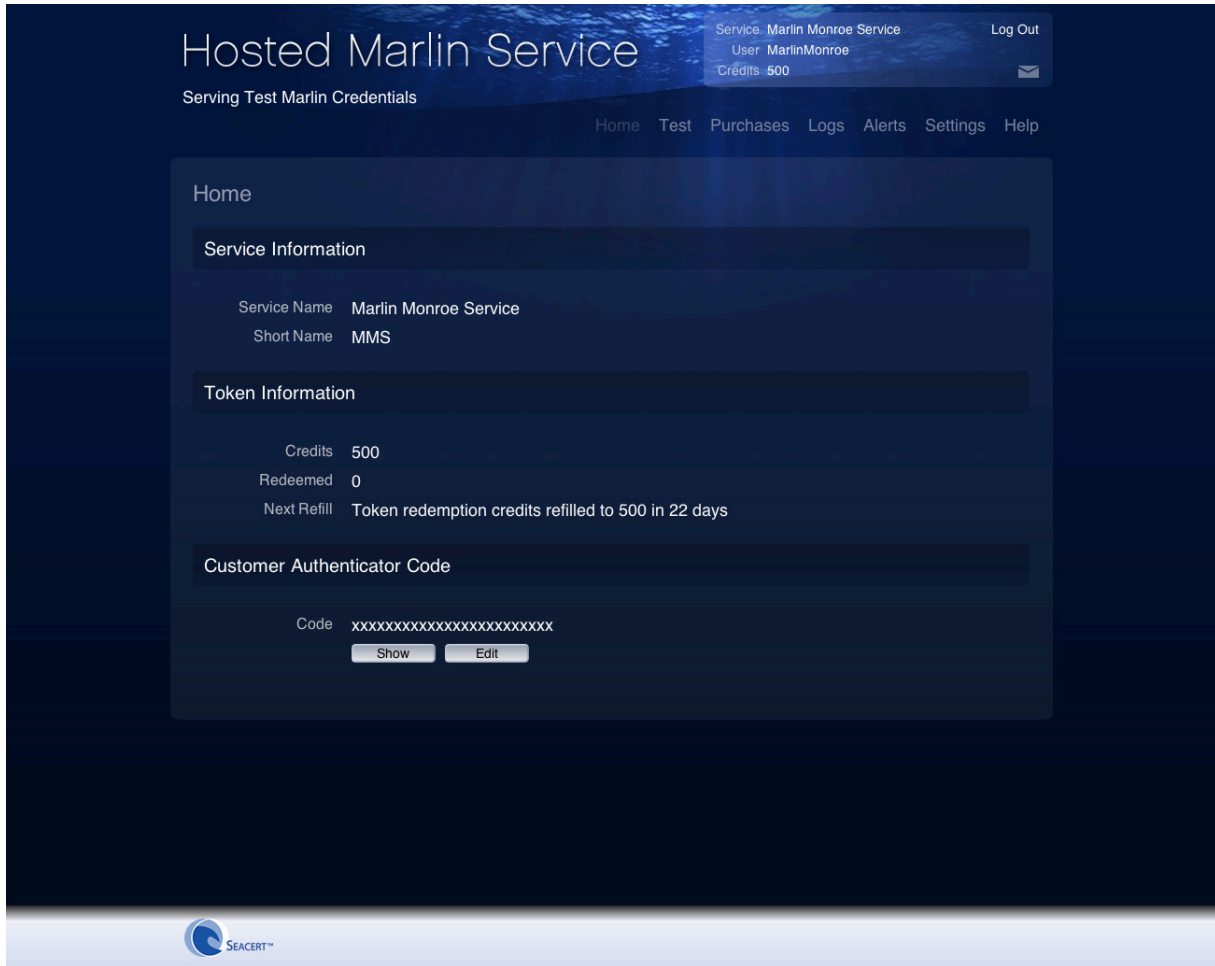 Hosted Marlin Service
Serving Test Marlin Credentials
Service Marlin Monroe Service Log Out
User MarlinMonroe
Credits 500
Home Test Purchases Logs Alerts Settings Help
Home
Service Information
Service Name Marlin Monroe Service
Short Name MMS
Token Information
Credits 500
Redeemed 0
Next Refill Token redemption credits refilled to 500 in 22 days
Customer Authenticator Code
Code xxxxxxxxxxxxxxxxxxxxxxxx
Show Edit
SEACERT™